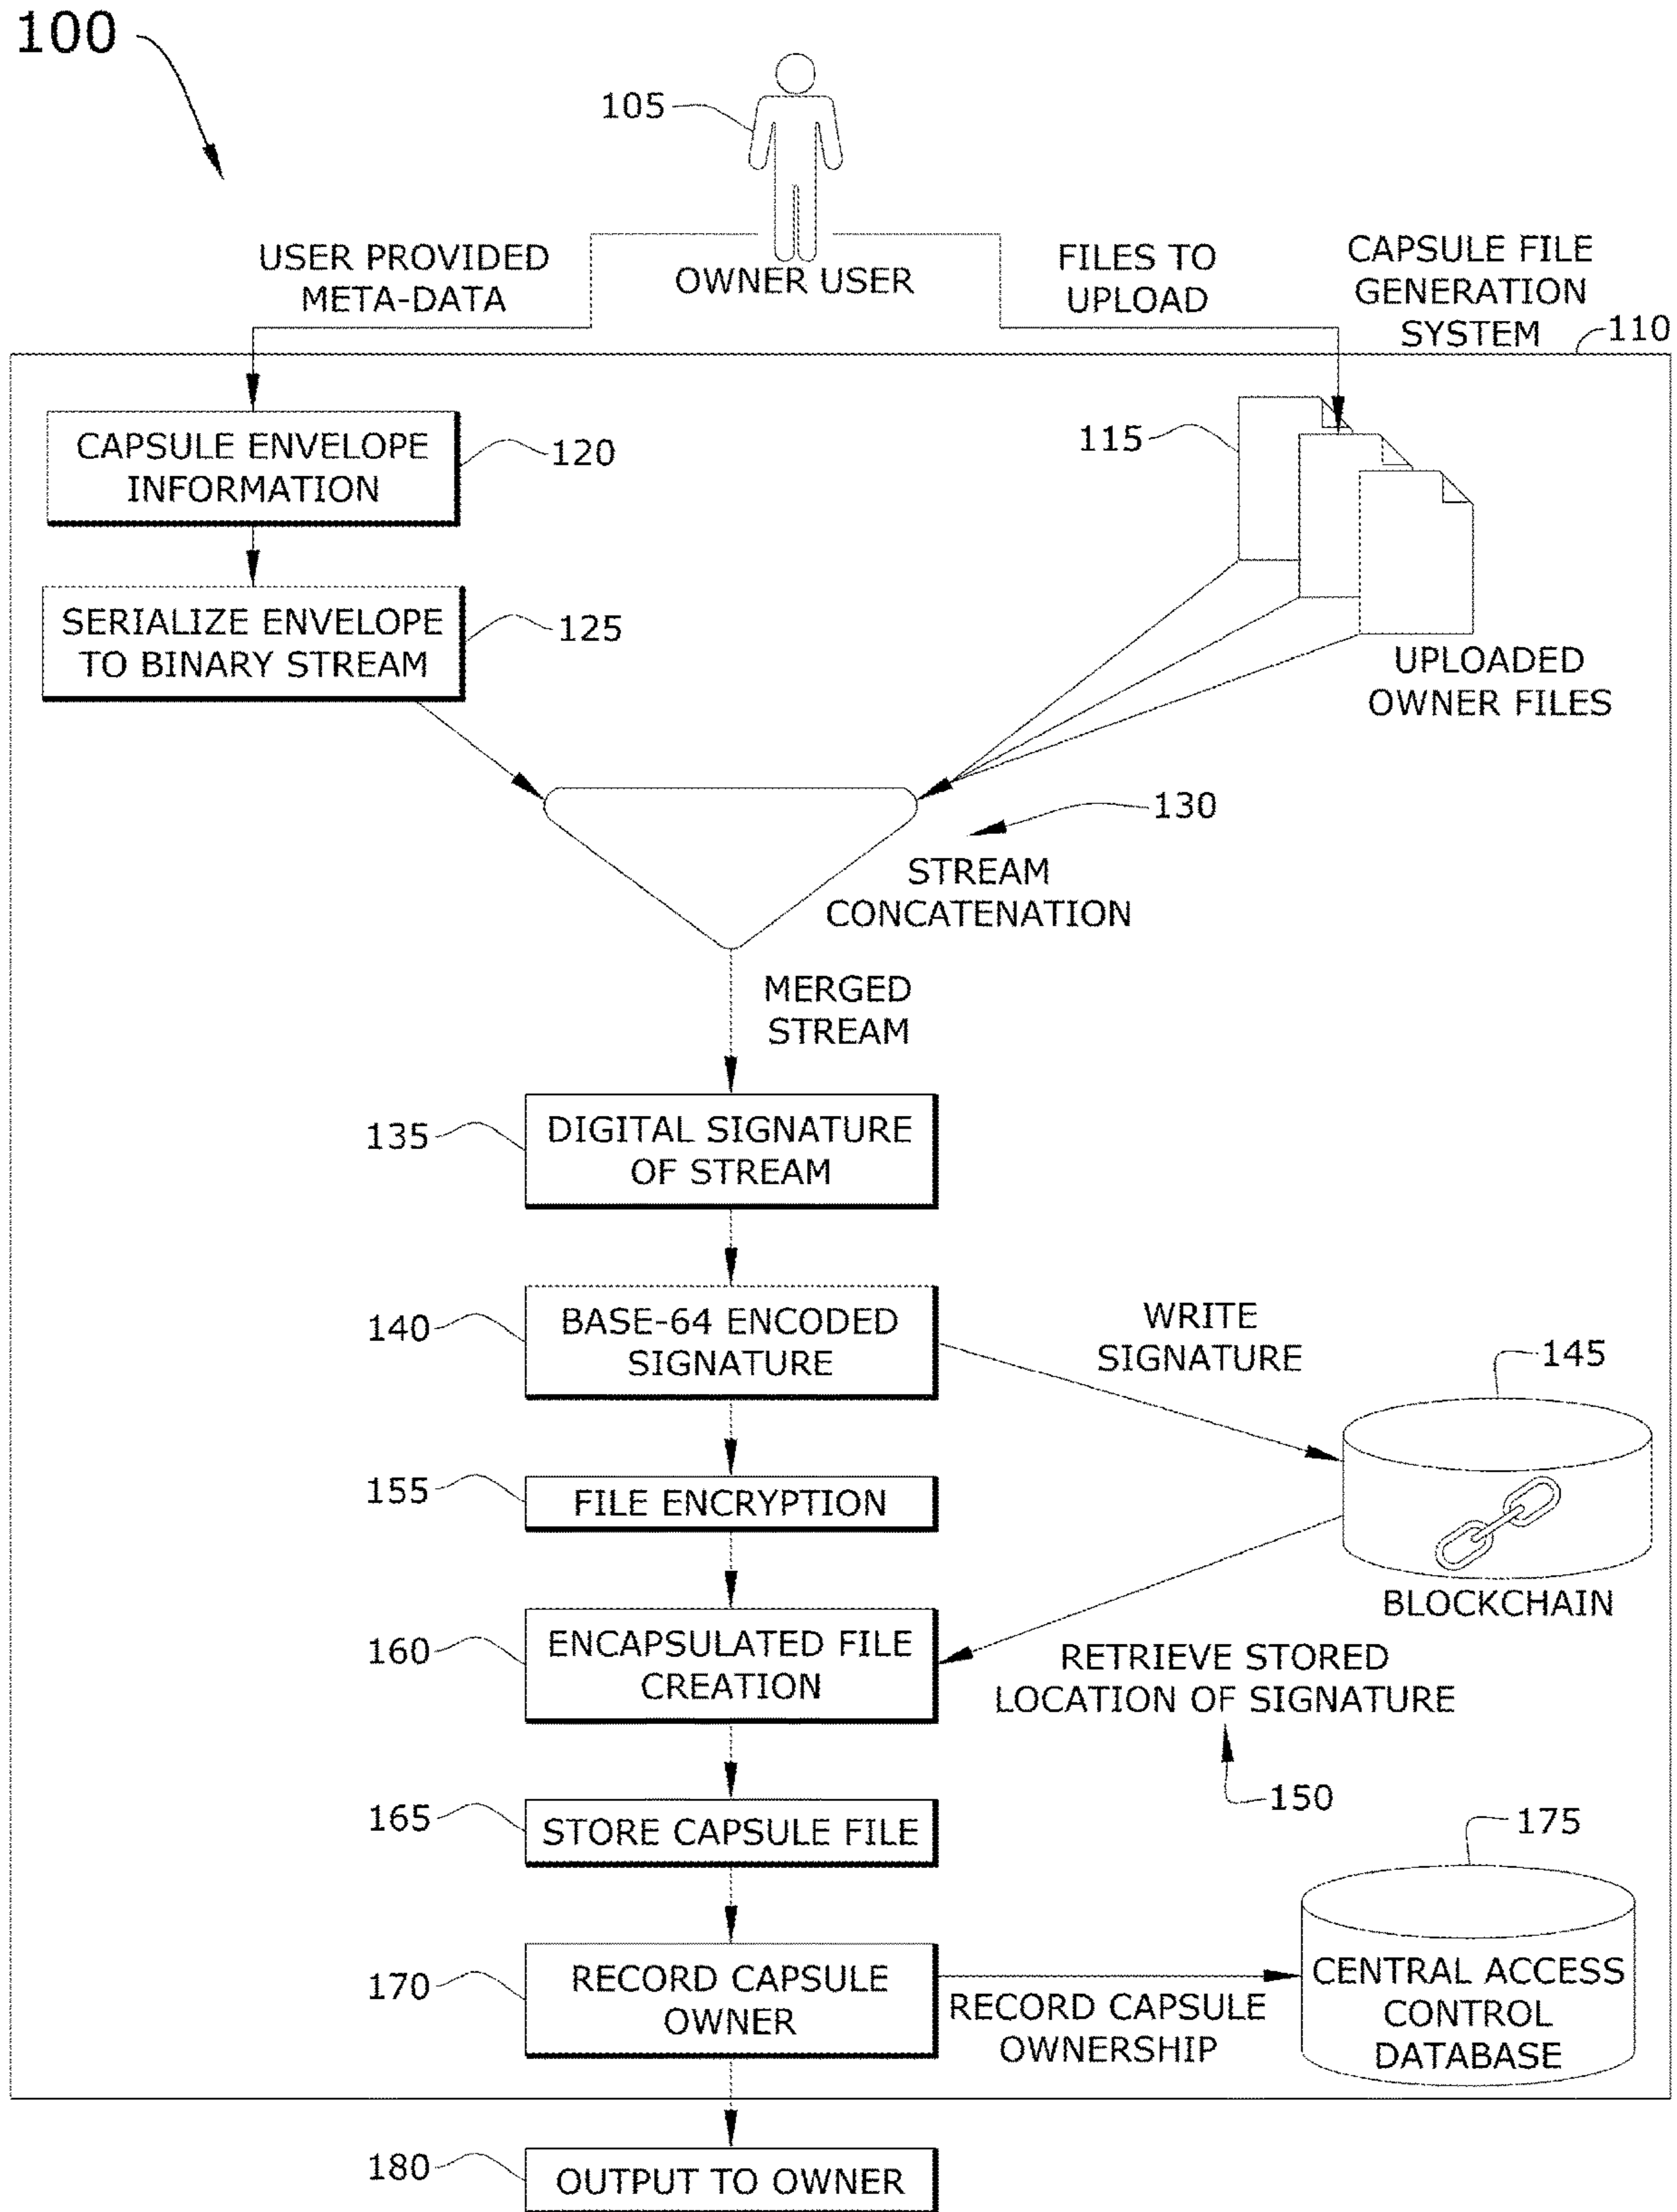 100
105
USER PROVIDED
META-DATA
OWNER USER
FILES TO
UPLOAD
CAPSULE FILE
GENERATION
SYSTEM
110
CAPSULE ENVELOPE
INFORMATION
120
115
SERIALIZE ENVELOPE
TO BINARY STREAM
125
UPLOADED
OWNER FILES
130
STREAM
CONCATENATION
MERGED
STREAM
135
DIGITAL SIGNATURE
OF STREAM
140
BASE-64 ENCODED
SIGNATURE
WRITE
SIGNATURE
145
155
FILE ENCRYPTION
BLOCKCHAIN
160
ENCAPSULATED FILE
CREATION
RETRIEVE STORED
LOCATION OF SIGNATURE
150
165
STORE CAPSULE FILE
175
170
RECORD CAPSULE
OWNER
RECORD CAPSULE
OWNERSHIP
CENTRAL ACCESS
CONTROL
DATABASE
180
OUTPUT TO OWNER